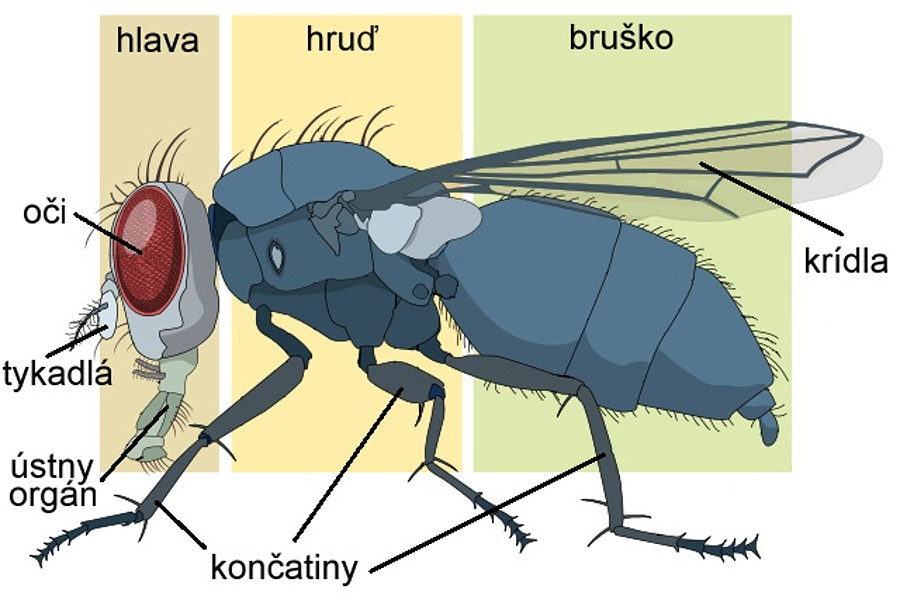 hlava
hruď
bruško
oči
krídla
tykadlá
ústny
orgán
končatiny